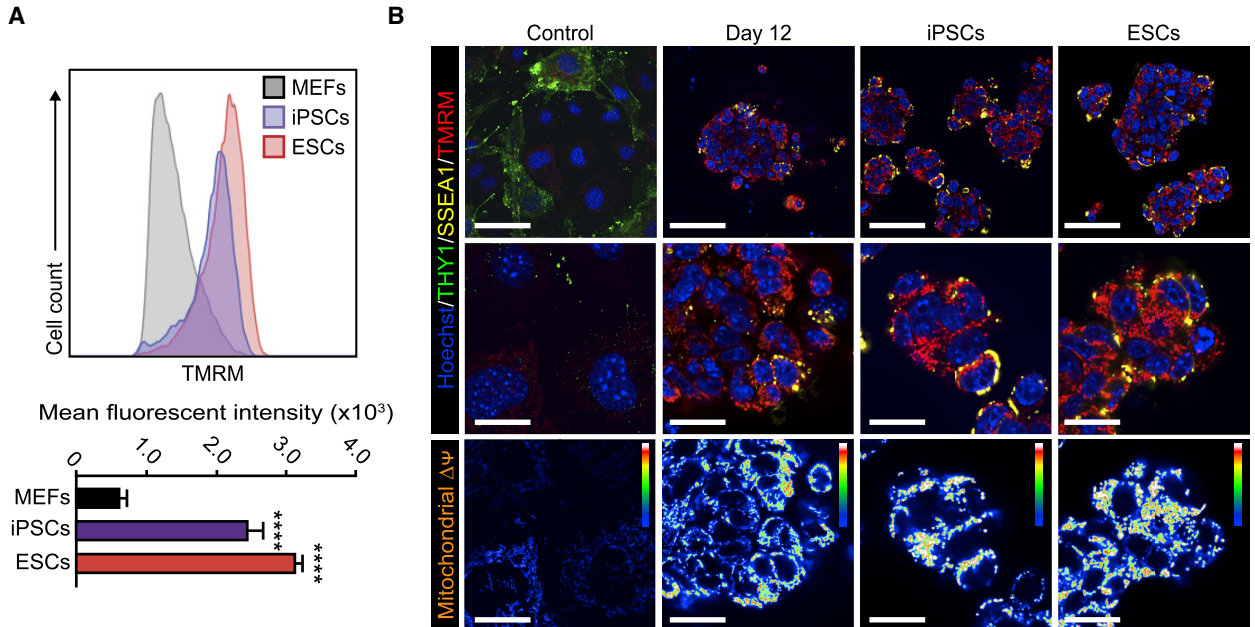 A
MEFs
iPSCs
ESCs
Cell count
TMRM
Mean fluorescent intensity (x10³)
0 1.0 2.0 3.0 4.0
MEFs
iPSCs ****
ESCs ****
B
Control Day 12 iPSCs ESCs
Hoechst/THY1/SSEA1/TMRM
Mitochondrial ΔΨ